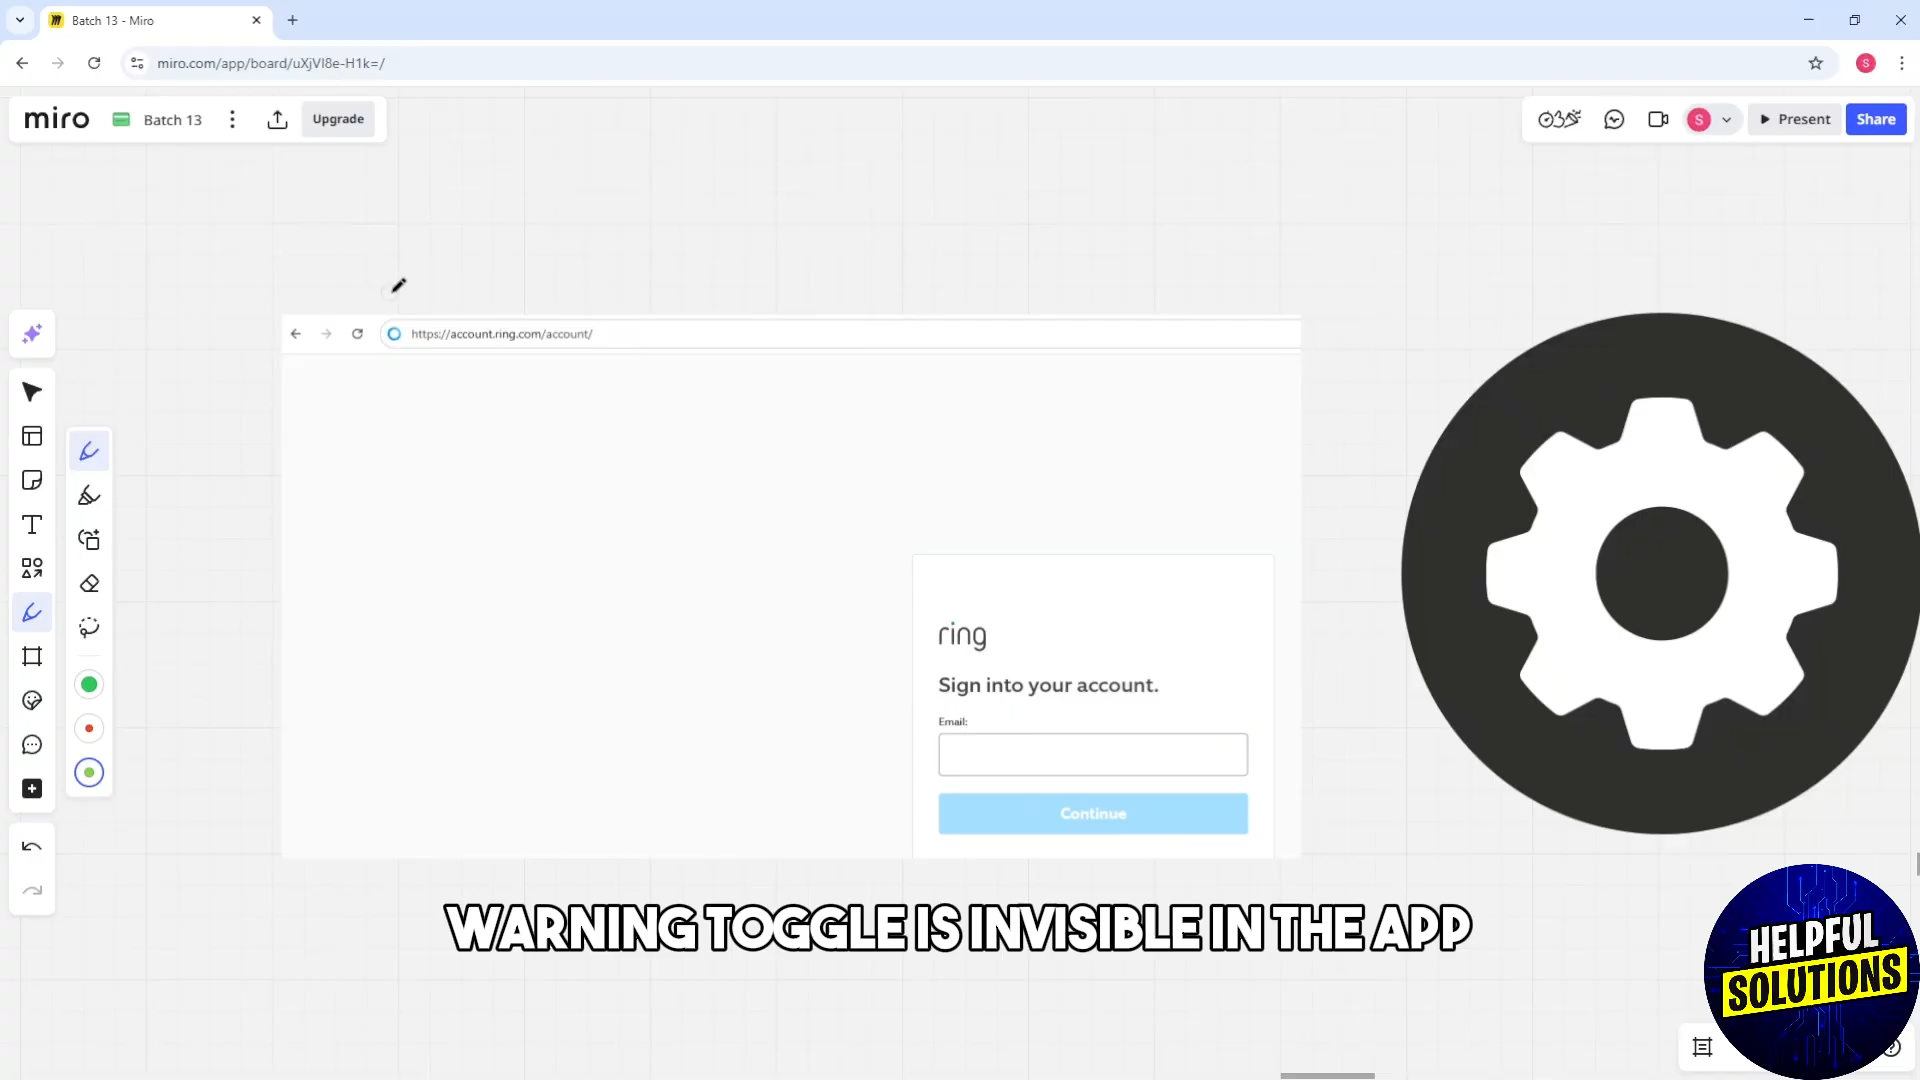 Batch 13 - Miro
miro.com/app/board/uXjVI8e-H1k=/
S
miro
Batch 13
Upgrade
S
Present
Share
https://account.ring.com/account/
ring
Sign into your account.
Email:
Continue
WARNING TOGGLE IS INVISIBLE IN THE APP
HELPFUL
SOLUTIONS